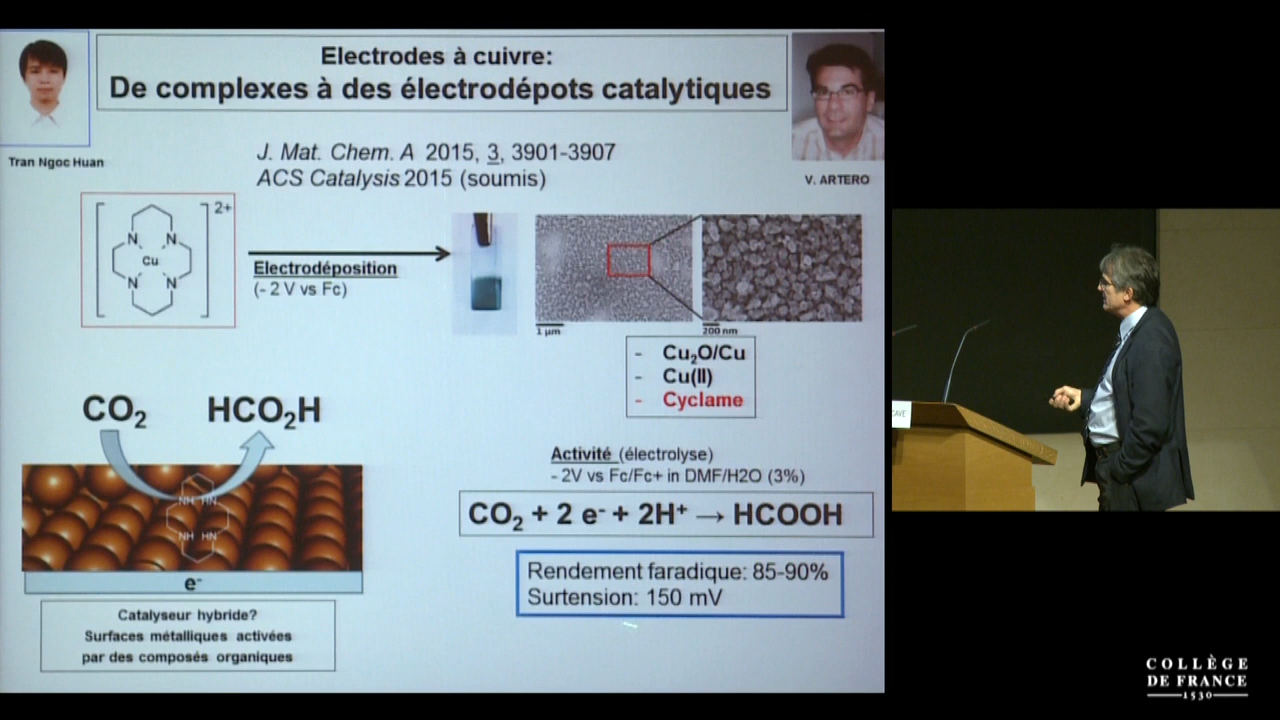 Electrodes à cuivre:
De complexes à des électrodépots catalytiques
Tran Ngoc Huan
V. ARTERO
J. Mat. Chem. A 2015, 3, 3901-3907
ACS Catalysis 2015 (soumis)
2+
N N
Cu
N N
Electrodéposition
(- 2 V vs Fc)
1 µm
200 nm
- Cu₂O/Cu
- Cu(II)
- Cyclame
CO₂ HCO₂H
NH HN
NH HN
e⁻
Catalyseur hybride?
Surfaces métalliques activées
par des composés organiques
Activité (électrolyse)
- 2V vs Fc/Fc+ in DMF/H2O (3%)
CO₂ + 2 e⁻ + 2H⁺ → HCOOH
Rendement faradique: 85-90%
Surtension: 150 mV
CAVE
COLLÈGE
DE FRANCE
1530